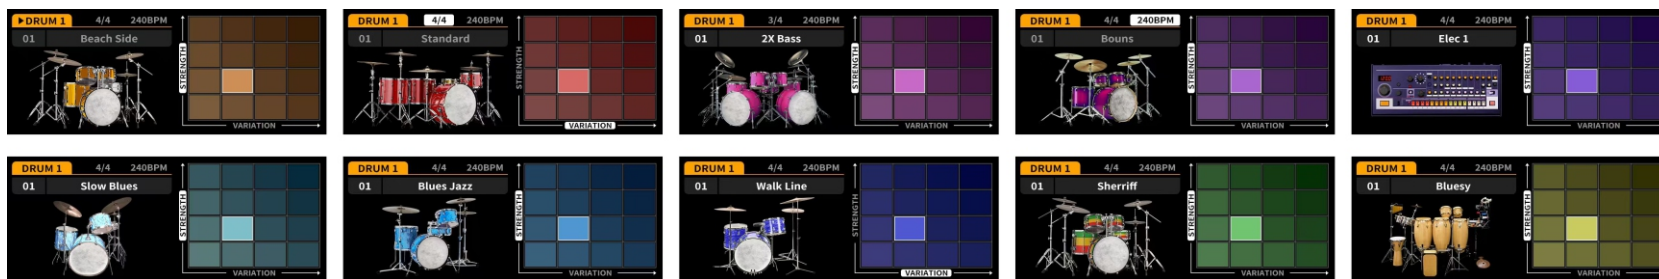 DRUM 1 4/4 240BPM
01 Beach Side
STRENGTH
VARIATION
DRUM 1 4/4 240BPM
01 Standard
STRENGTH
VARIATION
DRUM 1 3/4 240BPM
01 2X Bass
STRENGTH
VARIATION
DRUM 1 4/4 240BPM
01 Bouns
STRENGTH
VARIATION
DRUM 1 4/4 240BPM
01 Elec 1
STRENGTH
VARIATION
DRUM 1 4/4 240BPM
01 Slow Blues
STRENGTH
VARIATION
DRUM 1 4/4 240BPM
01 Blues Jazz
STRENGTH
VARIATION
DRUM 1 4/4 240BPM
01 Walk Line
STRENGTH
VARIATION
DRUM 1 4/4 240BPM
01 Sherriff
STRENGTH
VARIATION
DRUM 1 4/4 240BPM
01 Bluesy
STRENGTH
VARIATION